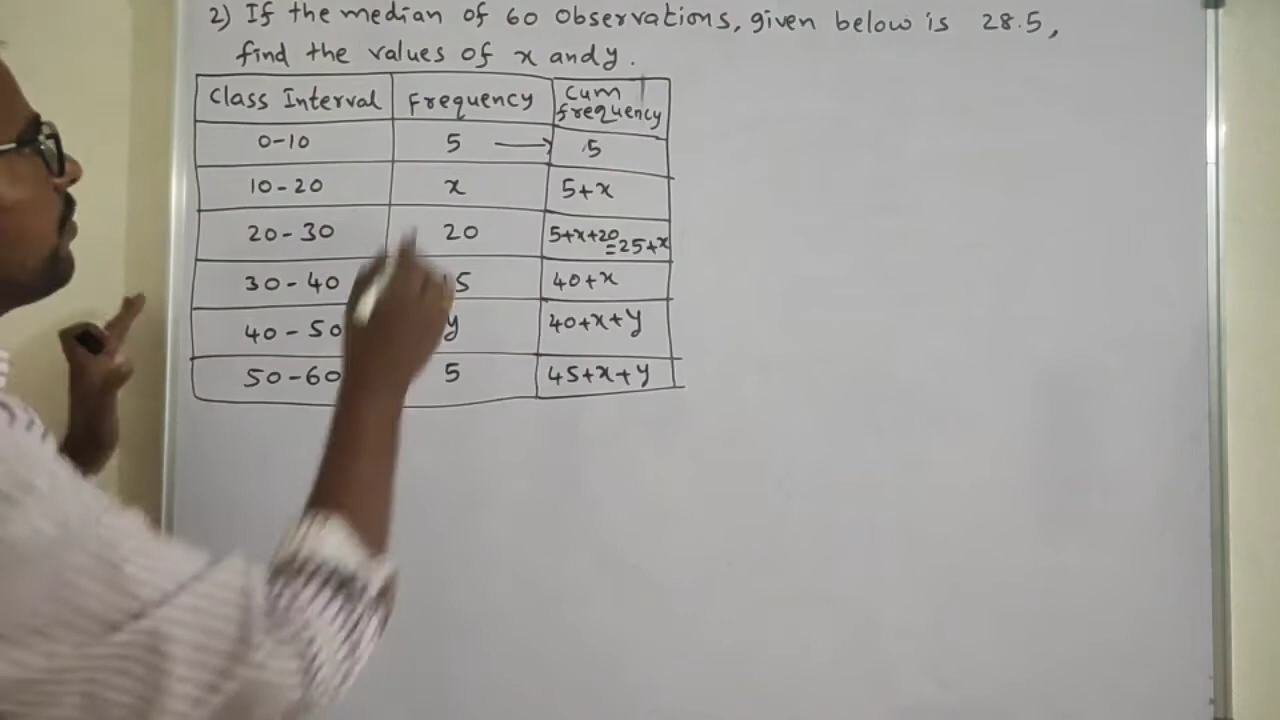 2) If the median of 60 observations, given below is 28.5,
find the values of x and y.
Class Interval Frequency Cum frequency
0-10 5 → 5
10-20 x 5+x
20-30 20 5+x+20 =25+x
30-40 15 40+x
40-50 y 40+x+y
50-60 5 45+x+y